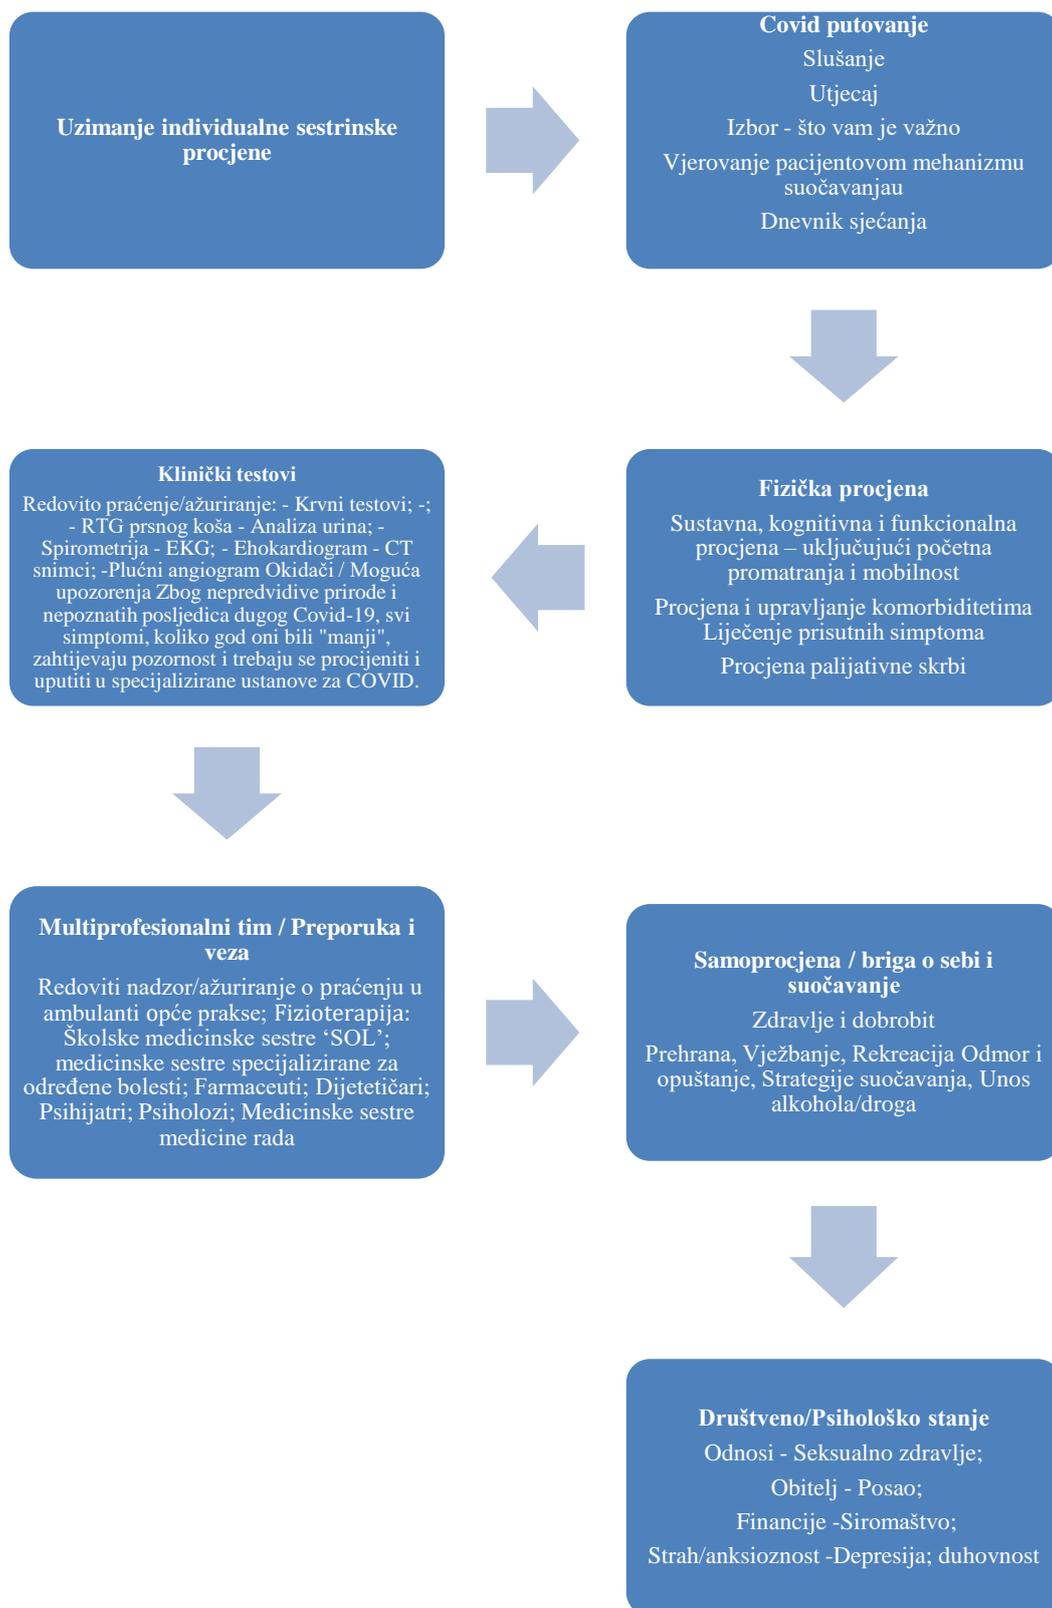 Uzimanje individualne sestrinske
procjene
Covid putovanje
Slušanje
Utjecaj
Izbor - što vam je važno
Vjerovanje pacijentovom mehanizmu
suočavanjau
Dnevnik sjećanja
Fizička procjena
Sustavna, kognitivna i funkcionalna
procjena – uključujući početna
promatranja i mobilnost
Procjena i upravljanje komorbiditetima
Liječenje prisutnih simptoma
Procjena palijativne skrbi
Klinički testovi
Redovito praćenje/ažuriranje: - Krvni testovi; -;
- RTG prsnog koša - Analiza urina; -
Spirometrija - EKG; - Ehokardiogram - CT
snimci; -Plućni angiogram Okidači / Moguća
upozorenja Zbog nepredvidive prirode i
nepoznatih posljedica dugog Covid-19, svi
simptomi, koliko god oni bili "manji",
zahtijevaju pozornost i trebaju se procijeniti i
uputiti u specijalizirane ustanove za COVID.
Multiprofesionalni tim / Preporuka i
veza
Redoviti nadzor/ažuriranje o praćenju u
ambulanti opće prakse; Fizioterapija:
Školske medicinske sestre ‘SOL’;
medicinske sestre specijalizirane za
određene bolesti; Farmaceuti; Dijetetičari;
Psihijatri; Psiholozi; Medicinske sestre
medicine rada
Samoprocjena / briga o sebi i
suočavanje
Zdravlje i dobrobit
Prehrana, Vježbanje, Rekreacija Odmor i
opuštanje, Strategije suočavanja, Unos
alkohola/droga
Društveno/Psihološko stanje
Odnosi - Seksualno zdravlje;
Obitelj - Posao;
Financije -Siromaštvo;
Strah/anksioznost -Depresija; duhovnost